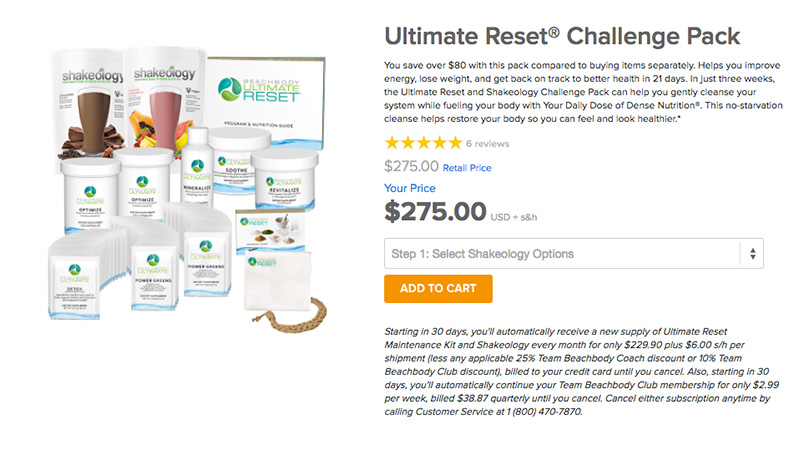 Ultimate Reset® Challenge Pack
You save over $80 with this pack compared to buying items separately. Helps you improve
energy, lose weight, and get back on track to better health in 21 days. In just three weeks,
the Ultimate Reset and Shakeology Challenge Pack can help you gently cleanse your
system while fueling your body with Your Daily Dose of Dense Nutrition®. This no-starvation
cleanse helps restore your body so you can feel and look healthier.*
6 reviews
$275.00 Retail Price
Your Price
$275.00 USD + s&h
Step 1: Select Shakeology Options
ADD TO CART
Starting in 30 days, you'll automatically receive a new supply of Ultimate Reset
Maintenance Kit and Shakeology every month for only $229.90 plus $6.00 s/h per
shipment (less any applicable 25% Team Beachbody Coach discount or 10% Team
Beachbody Club discount), billed to your credit card until you cancel. Also, starting in 30
days, you'll automatically continue your Team Beachbody Club membership for only $2.99
per week, billed $38.87 quarterly until you cancel. Cancel either subscription anytime by
calling Customer Service at 1 (800) 470-7870.
shakeology
shakeology
BEACHBODY
ULTIMATE
RESET
PROGRAM & NUTRITION GUIDE
OPTIMIZE
OPTIMIZE
MINERALIZE
SOOTHE
REVITALIZE
DETOX
POWER GREENS
POWER GREENS
RESET